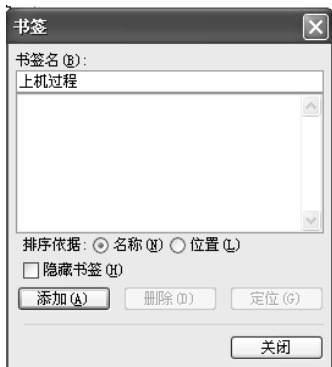 书签
书签名(B):
上机过程
排序依据: 名称(N) 位置(L)
隐藏书签(H)
添加(A) 删除(D) 定位(G)
关闭